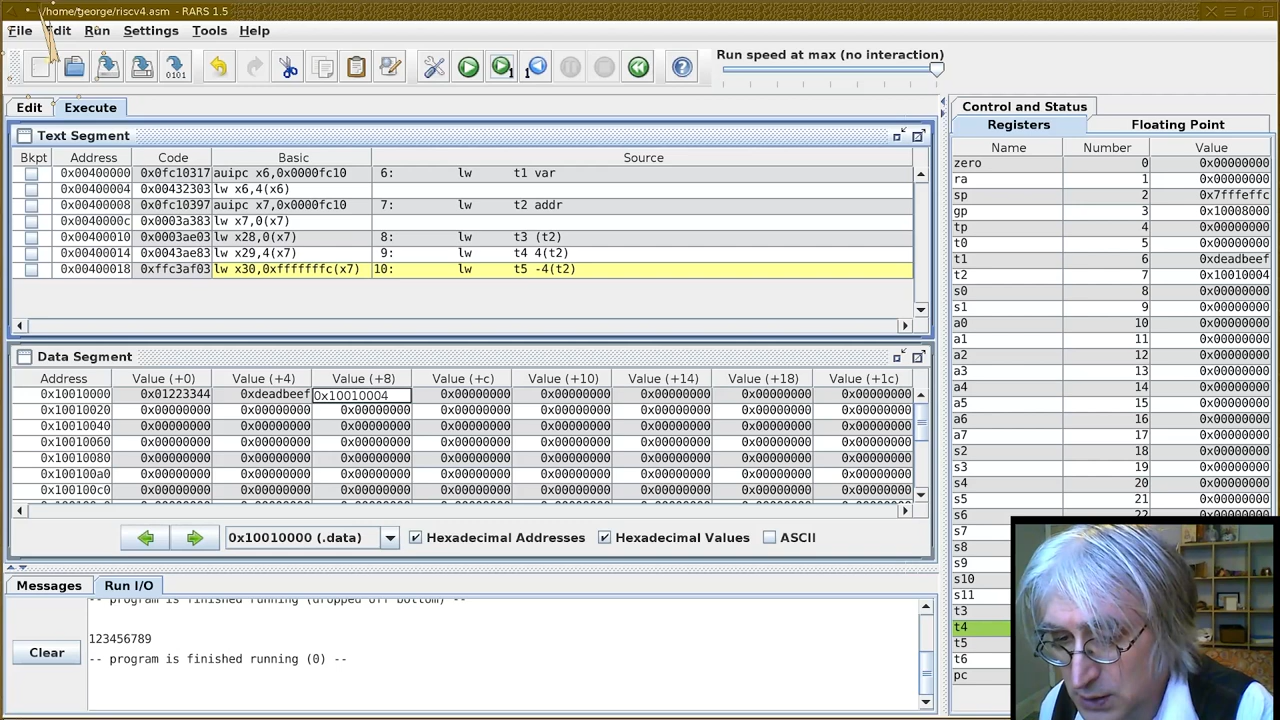 /home/george/riscv4.asm - RARS 1.5
File Edit Run Settings Tools Help
Run speed at max (no interaction)
Edit Execute
Text Segment
Bkpt Address Code Basic Source
0x00400000 0x0fc10317 auipc x6,0x0000fc10 6: lw t1 var
0x00400004 0x00432303 lw x6,4(x6)
0x00400008 0x0fc10397 auipc x7,0x0000fc10 7: lw t2 addr
0x0040000c 0x0003a383 lw x7,0(x7)
0x00400010 0x0003ae03 lw x28,0(x7) 8: lw t3 (t2)
0x00400014 0x0043ae83 lw x29,4(x7) 9: lw t4 4(t2)
0x00400018 0xffc3af03 lw x30,0xfffffffc(x7) 10: lw t5 -4(t2)
Data Segment
Address Value (+0) Value (+4) Value (+8) Value (+c) Value (+10) Value (+14) Value (+18) Value (+1c)
0x10010000 0x01223344 0xdeadbeef 0x10010004 0x00000000 0x00000000 0x00000000 0x00000000 0x00000000
0x10010020 0x00000000 0x00000000 0x00000000 0x00000000 0x00000000 0x00000000 0x00000000 0x00000000
0x10010040 0x00000000 0x00000000 0x00000000 0x00000000 0x00000000 0x00000000 0x00000000 0x00000000
0x10010060 0x00000000 0x00000000 0x00000000 0x00000000 0x00000000 0x00000000 0x00000000 0x00000000
0x10010080 0x00000000 0x00000000 0x00000000 0x00000000 0x00000000 0x00000000 0x00000000 0x00000000
0x100100a0 0x00000000 0x00000000 0x00000000 0x00000000 0x00000000 0x00000000 0x00000000 0x00000000
0x100100c0 0x00000000 0x00000000 0x00000000 0x00000000 0x00000000 0x00000000 0x00000000 0x00000000
0x10010000 (.data) Hexadecimal Addresses Hexadecimal Values ASCII
Messages Run I/O
-- program is finished running (dropped off bottom) --
123456789
-- program is finished running (0) --
Clear
Control and Status
Registers Floating Point
Name Number Value
zero 0 0x00000000
ra 1 0x00000000
sp 2 0x7fffeffc
gp 3 0x10008000
tp 4 0x00000000
t0 5 0x00000000
t1 6 0xdeadbeef
t2 7 0x10010004
s0 8 0x00000000
s1 9 0x00000000
a0 10 0x00000000
a1 11 0x00000000
a2 12 0x00000000
a3 13 0x00000000
a4 14 0x00000000
a5 15 0x00000000
a6 16 0x00000000
a7 17 0x00000000
s2 18 0x00000000
s3 19 0x00000000
s4 20 0x00000000
s5 21 0x00000000
s6 22 0x00000000
s7
s8
s9
s10
s11
t3
t4
t5
t6
pc